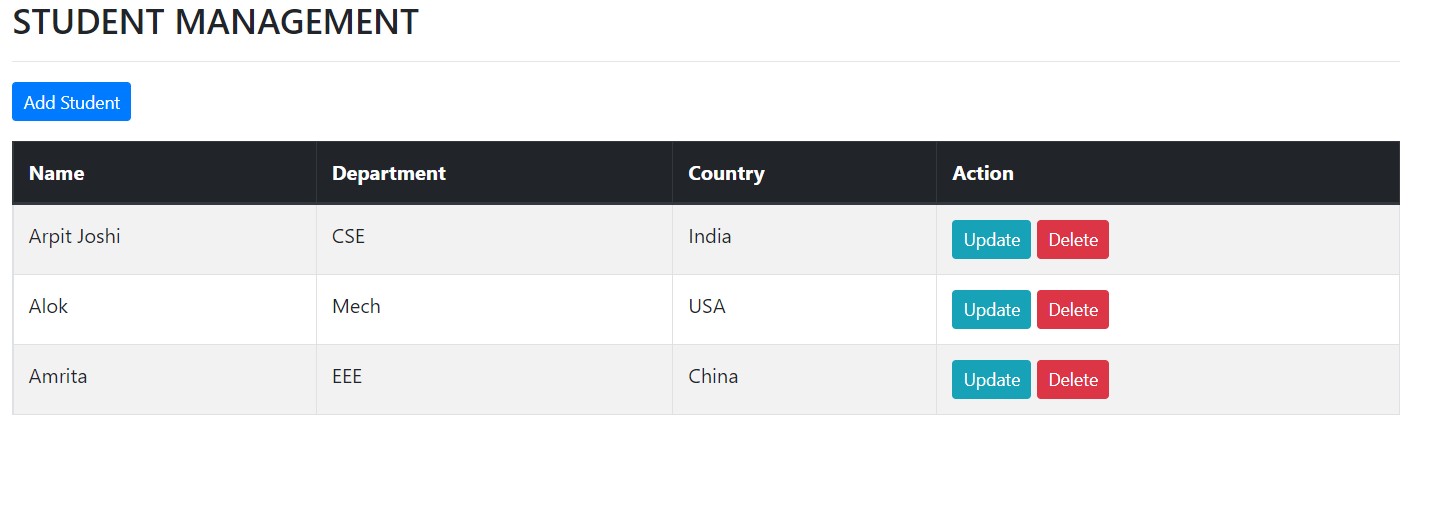 STUDENT MANAGEMENT
Add Student
Name Department Country Action
Arpit Joshi CSE India Update Delete
Alok Mech USA Update Delete
Amrita EEE China Update Delete